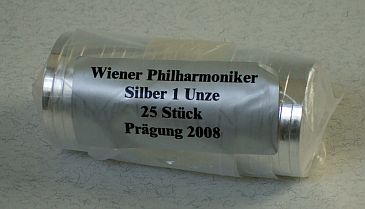 Wiener Philharmoniker
Silber 1 Unze
25 Stück
Prägung 2008